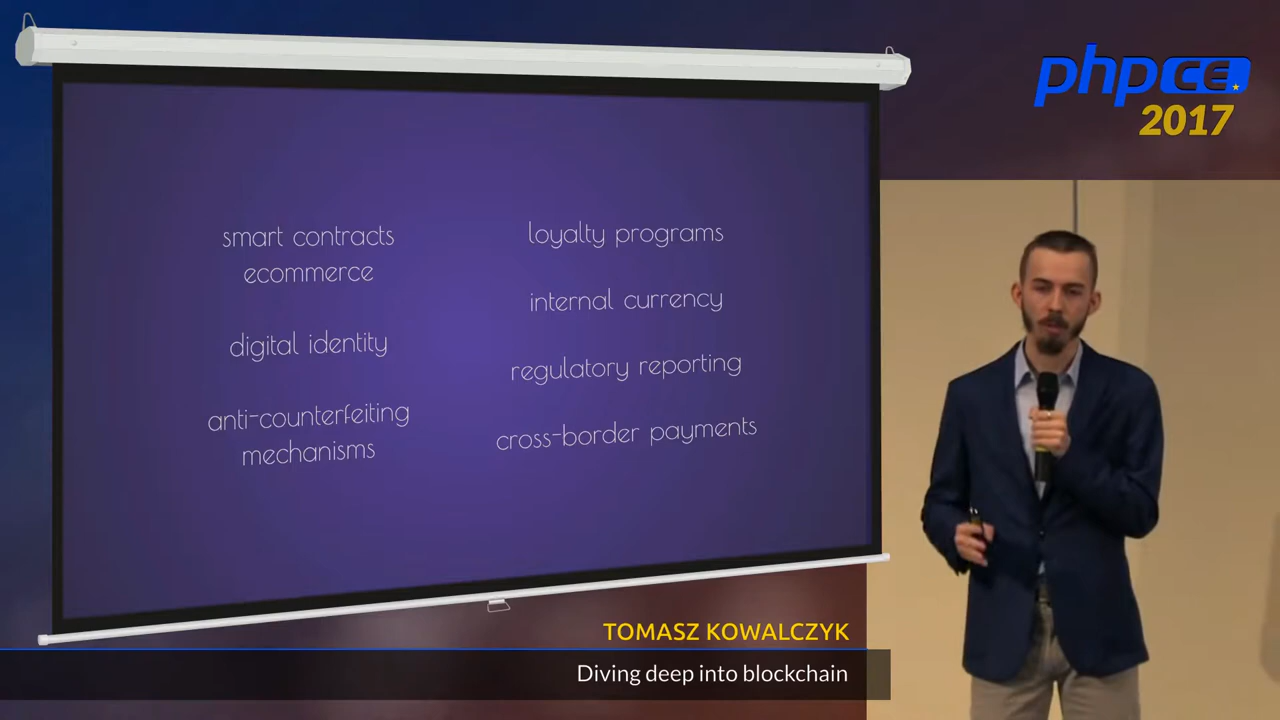 smart contracts
ecommerce
digital identity
anti-counterfeiting
mechanisms
loyalty programs
internal currency
regulatory reporting
cross-border payments
phpCE
2017
TOMASZ KOWALCZYK
Diving deep into blockchain